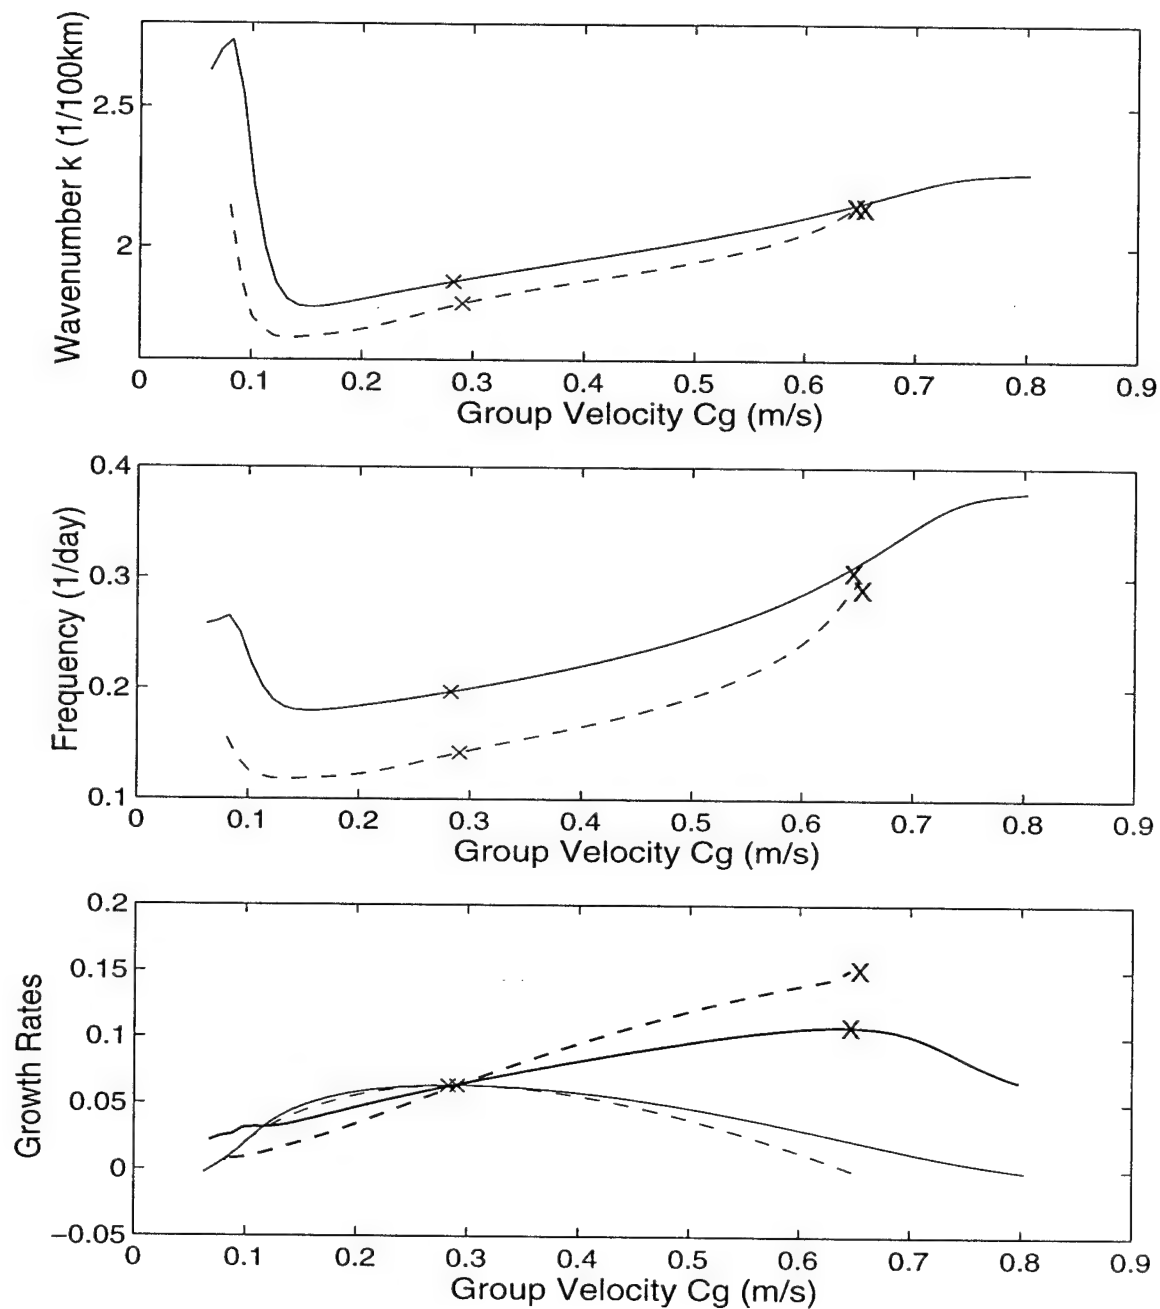 Wavenumber k (1/100km)
2.5
2
0 0.1 0.2 0.3 0.4 0.5 0.6 0.7 0.8 0.9
Group Velocity Cg (m/s)
Frequency (1/day)
0.4
0.3
0.2
0.1
0 0.1 0.2 0.3 0.4 0.5 0.6 0.7 0.8 0.9
Group Velocity Cg (m/s)
Growth Rates
0.2
0.15
0.1
0.05
0
−0.05
0 0.1 0.2 0.3 0.4 0.5 0.6 0.7 0.8 0.9
Group Velocity Cg (m/s)